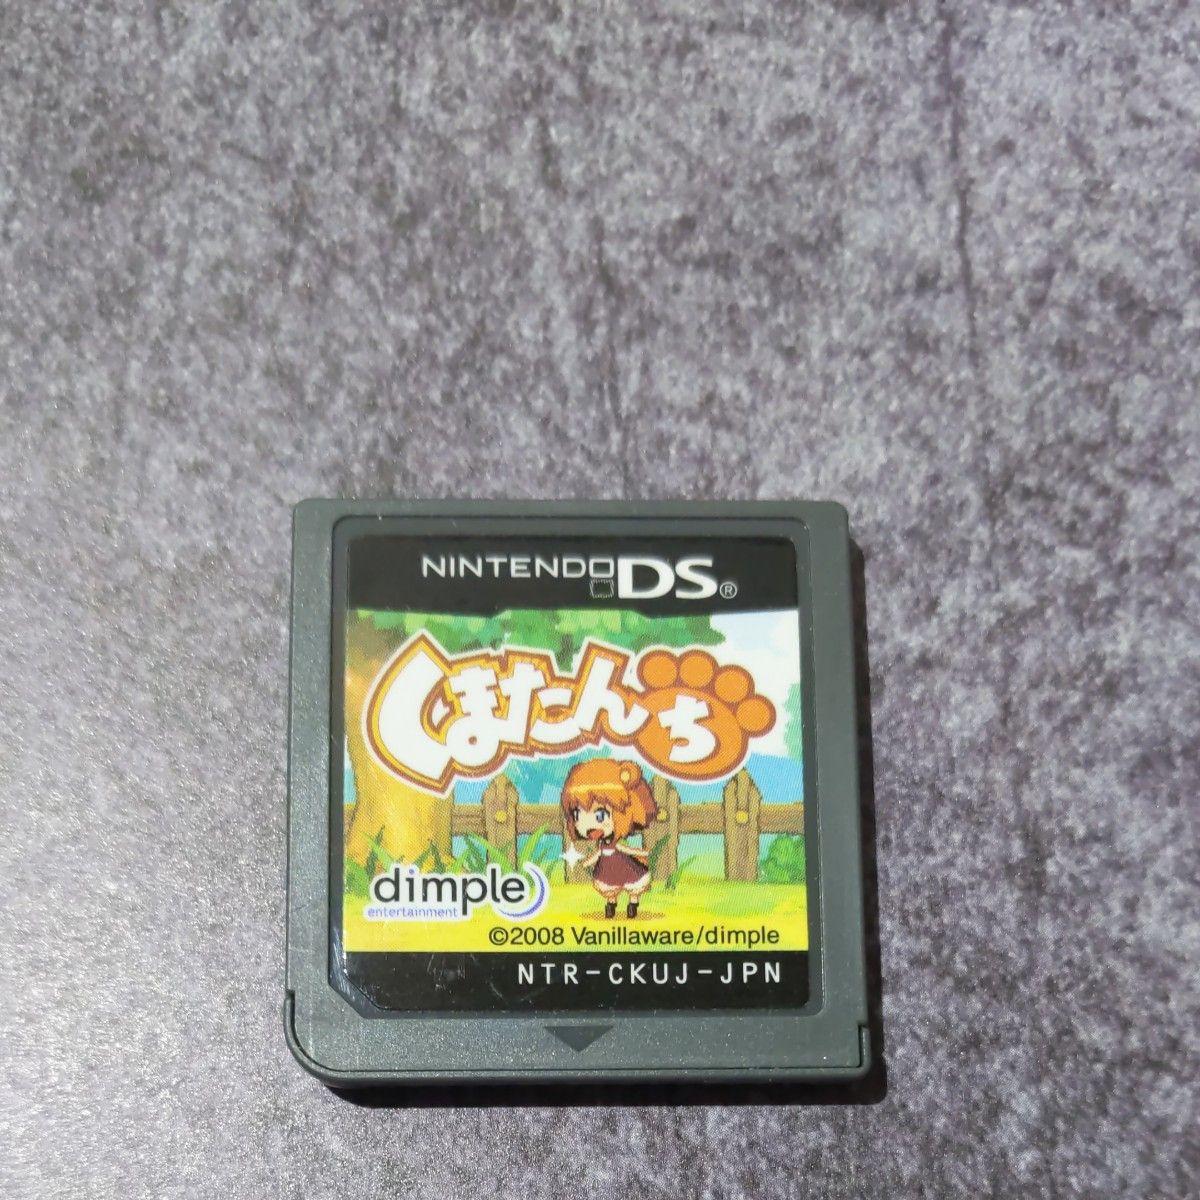 NINTENDO DS®
くまたんち
dimple
entertainment
©2008 Vanillaware/dimple
NTR-CKUJ-JPN